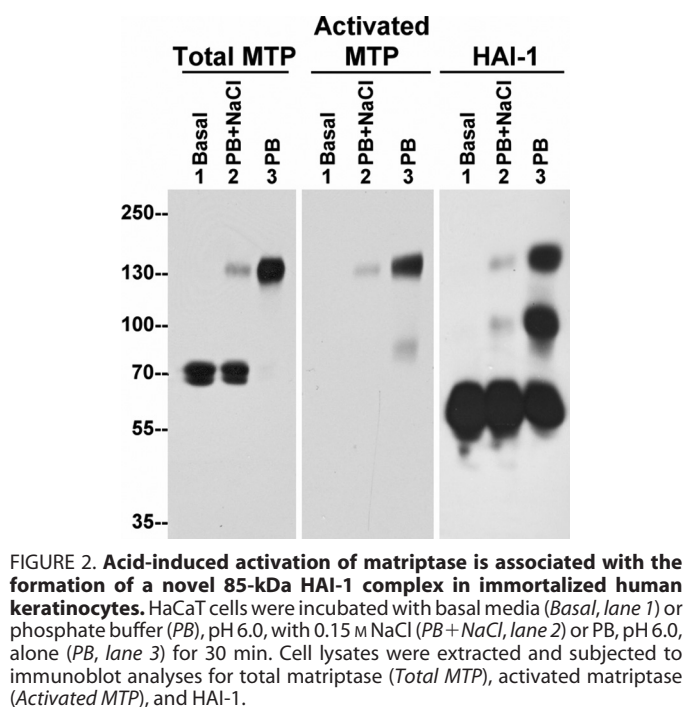 Activated
Total MTP MTP HAI-1
Basal PB+NaCl PB Basal PB+NaCl PB Basal PB+NaCl PB
1 2 3 1 2 3 1 2 3
250--
130--
100--
70--
55--
35--
FIGURE 2. Acid-induced activation of matriptase is associated with the
formation of a novel 85-kDa HAI-1 complex in immortalized human
keratinocytes. HaCaT cells were incubated with basal media (Basal, lane 1) or
phosphate buffer (PB), pH 6.0, with 0.15 M NaCl (PB+NaCl, lane 2) or PB, pH 6.0,
alone (PB, lane 3) for 30 min. Cell lysates were extracted and subjected to
immunoblot analyses for total matriptase (Total MTP), activated matriptase
(Activated MTP), and HAI-1.